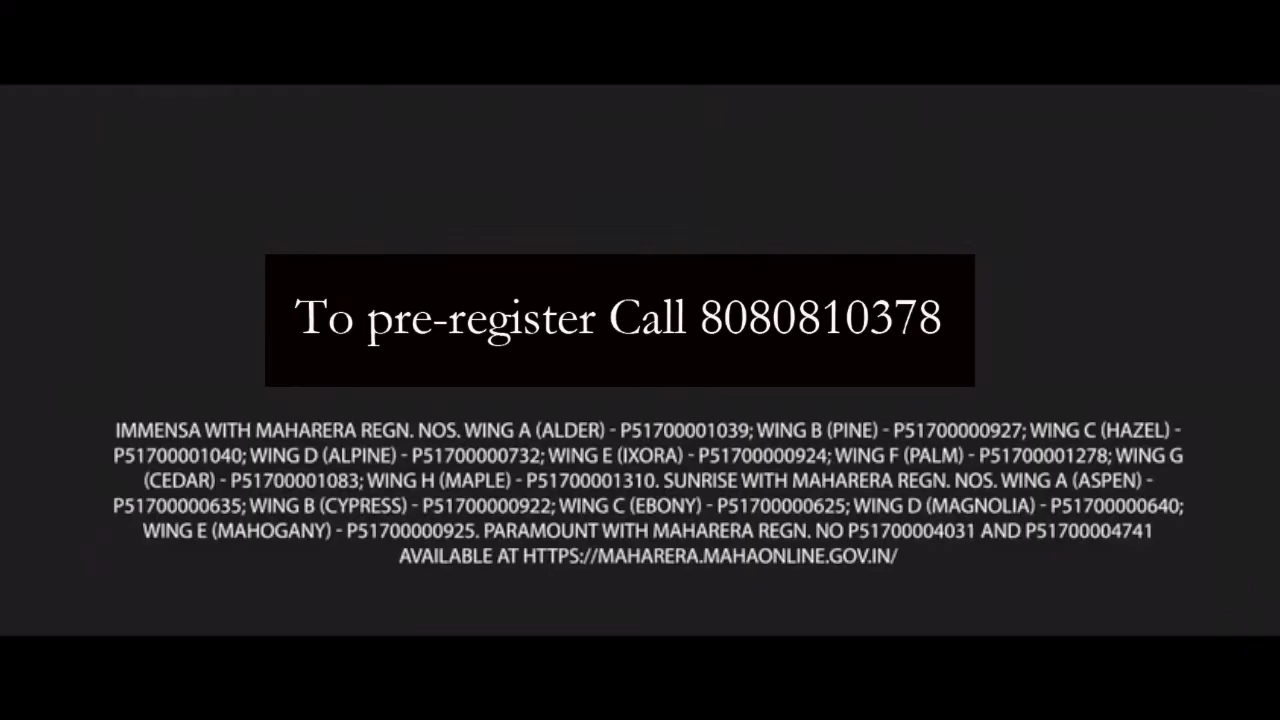 To pre-register Call 8080810378
IMMENSA WITH MAHARERA REGN. NOS. WING A (ALDER) - P51700001039; WING B (PINE) - P51700000927; WING C (HAZEL) -
P51700001040; WING D (ALPINE) - P51700000732; WING E (IXORA) - P51700000924; WING F (PALM) - P51700001278; WING G
(CEDAR) - P51700001083; WING H (MAPLE) - P51700001310. SUNRISE WITH MAHARERA REGN. NOS. WING A (ASPEN) -
P51700000635; WING B (CYPRESS) - P51700000922; WING C (EBONY) - P51700000625; WING D (MAGNOLIA) - P51700000640;
WING E (MAHOGANY) - P51700000925. PARAMOUNT WITH MAHARERA REGN. NO P51700004031 AND P51700004741
AVAILABLE AT HTTPS://MAHARERA.MAHAONLINE.GOV.IN/